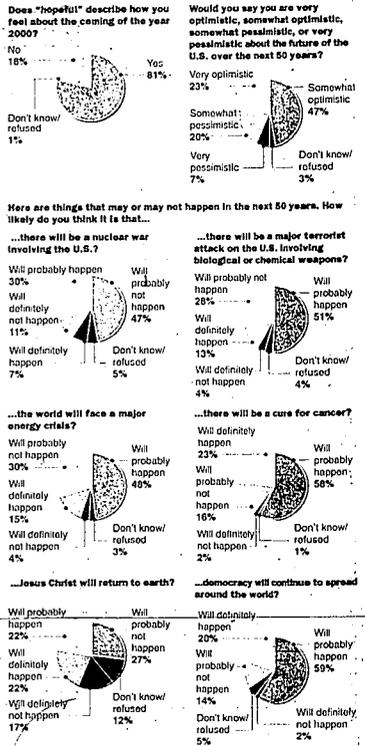 Does "hopeful" describe how you
feel about the coming of the year
2000?
No
18%
Yes
81%
Don't know/
refused
1%
Would you say you are very
optimistic, somewhat optimistic,
somewhat pessimistic, or very
pessimistic about the future of the
U.S. over the next 50 years?
Very optimistic
23%
Somewhat
optimistic
47%
Somewhat
pessimistic
20%
Very
pessimistic
7%
Don't know/
refused
3%
Here are things that may or may not happen in the next 50 years. How
likely do you think it is that...
...there will be a nuclear war
involving the U.S.?
Will probably happen
30%
Will
probably
not
happen
47%
Will
definitely
not happen
11%
Will definitely
happen
7%
Don't know/
refused
5%
...there will be a major terrorist
attack on the U.S. involving
biological or chemical weapons?
Will probably not
happen
28%
Will
probably
happen
51%
Will
definitely
happen
13%
Will definitely
not happen
4%
Don't know/
refused
4%
...the world will face a major
energy crisis?
Will probably
not happen
30%
Will
probably
happen
48%
Will
definitely
happen
15%
Will definitely
not happen
4%
Don't know/
refused
3%
...there will be a cure for cancer?
Will definitely
happen
23%
Will
probably
happen
58%
Will
probably
not
happen
16%
Will definitely
not happen
2%
Don't know/
refused
1%
...Jesus Christ will return to earth?
Will probably
happen
22%
Will
probably
not
happen
27%
Will
definitely
happen
22%
Will definitely
not happen
17%
Don't know/
refused
12%
...democracy will continue to spread
around the world?
Will definitely
happen
20%
Will
probably
happen
59%
Will
probably
not
happen
14%
Don't know/
refused
5%
Will definitely
not happen
2%